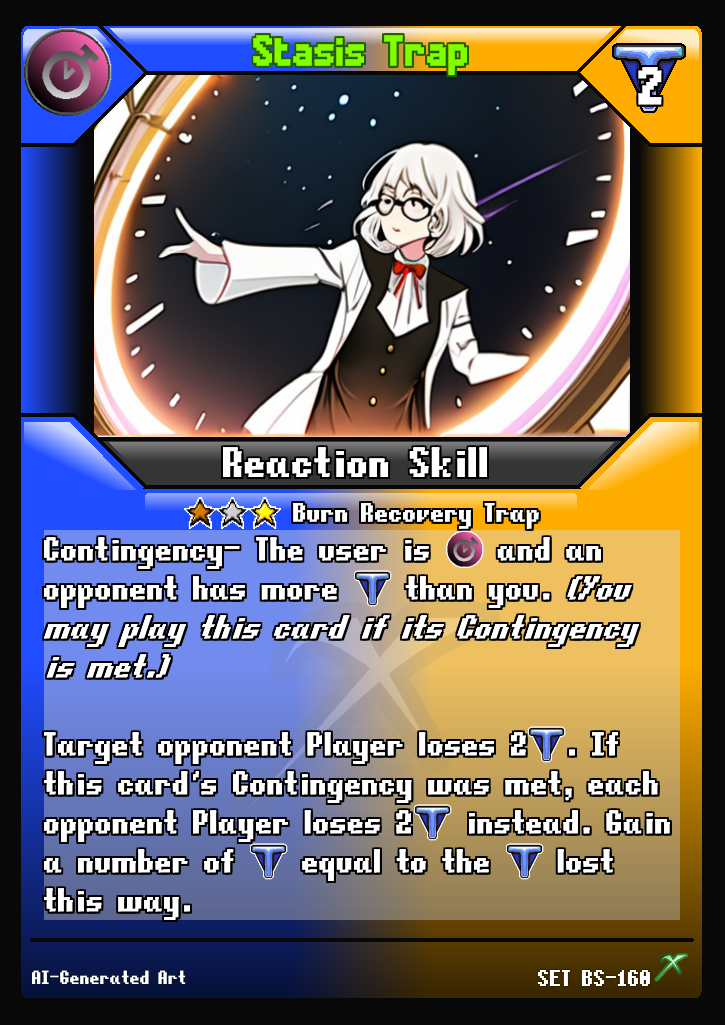 Stasis Trap
2
Reaction Skill
Burn Recovery Trap
Contingency- The user is and an
opponent has more T than you. (You
may play this card if its Contingency
is met.)
Target opponent Player loses 2T. If
this card's Contingency was met, each
opponent Player loses 2T instead. Gain
a number of T equal to the T lost
this way.
AI-Generated Art
SET BS-160